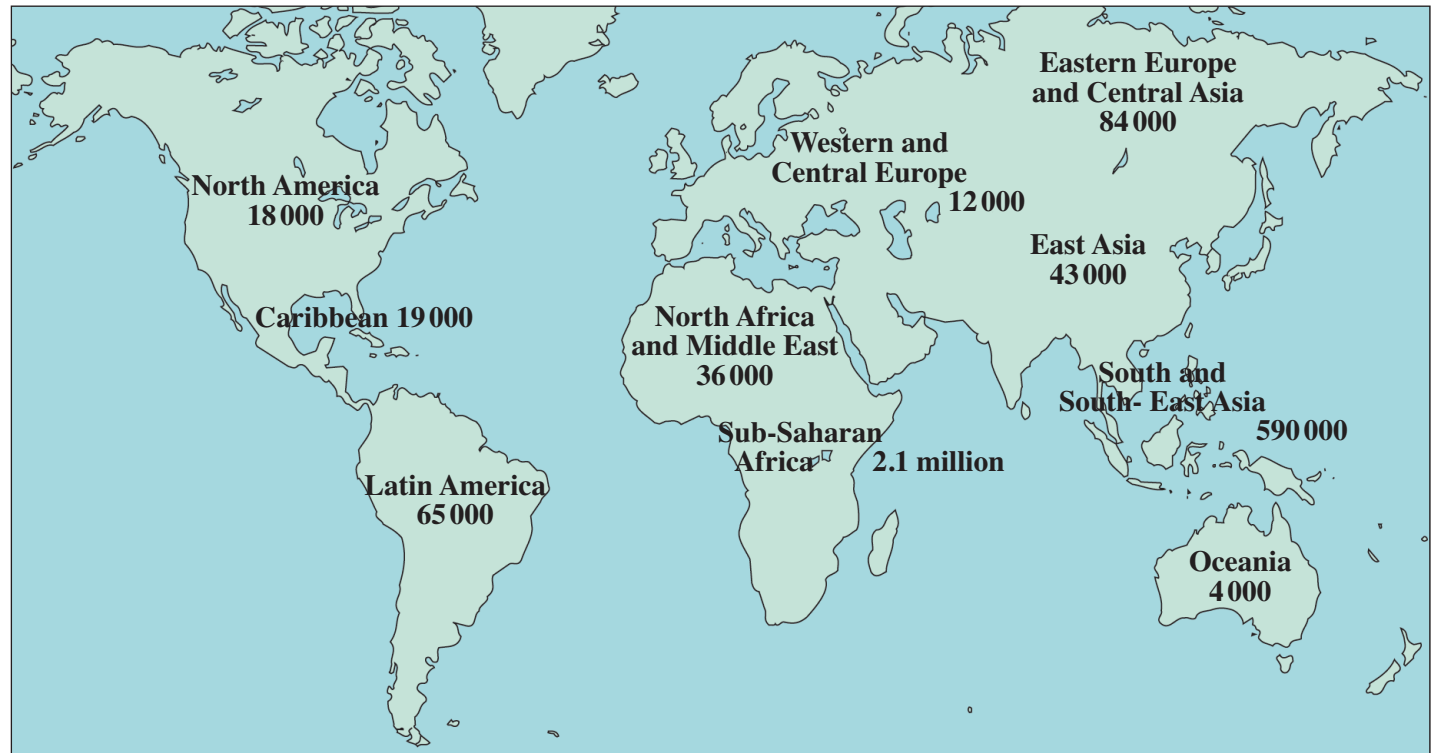 Eastern Europe
and Central Asia
84 000
Western and
Central Europe
12 000
North America
18 000
East Asia
43 000
Caribbean 19 000
North Africa
and Middle East
36 000
South and
South- East Asia
590 000
Sub-Saharan
Africa 2.1 million
Latin America
65 000
Oceania
4 000